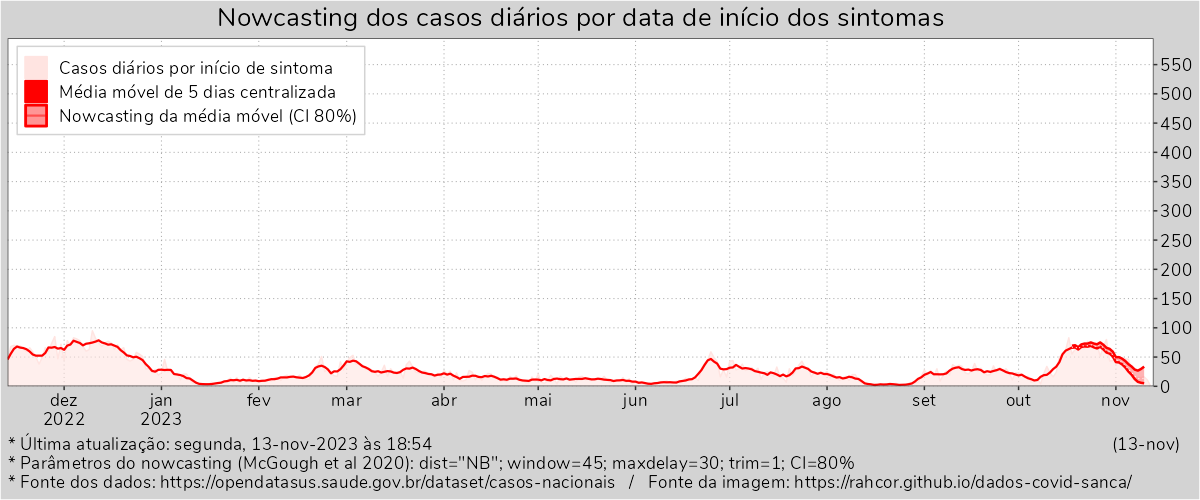 Nowcasting dos casos diários por data de início dos sintomas
Casos diários por início de sintoma
Média móvel de 5 dias centralizada
Nowcasting da média móvel (CI 80%)
550
500
450
400
350
300
250
200
150
100
50
0
dez jan fev mar abr mai jun jul ago set out nov
2022 2023
* Última atualização: segunda, 13-nov-2023 às 18:54 (13-nov)
* Parâmetros do nowcasting (McGough et al 2020): dist="NB"; window=45; maxdelay=30; trim=1; CI=80%
* Fonte dos dados: https://opendatasus.saude.gov.br/dataset/casos-nacionais / Fonte da imagem: https://rahcor.github.io/dados-covid-sanca/